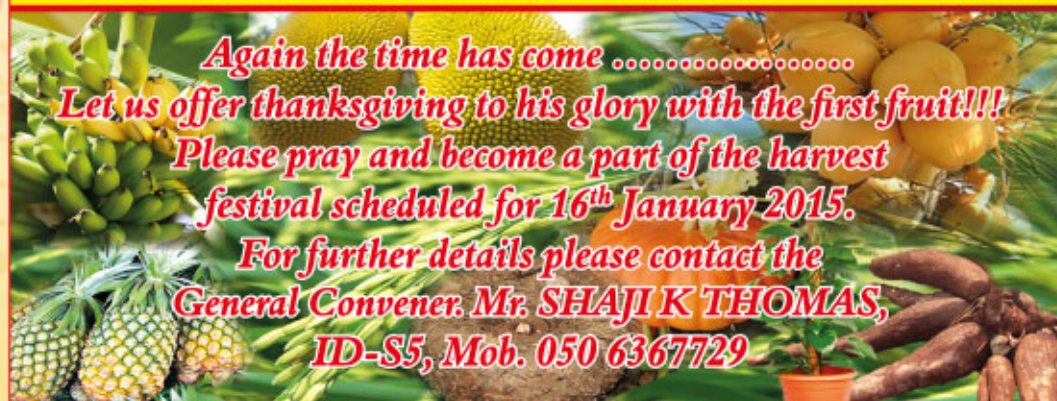 Again the time has come ..................
Let us offer thanksgiving to his glory with the first fruit!!!
Please pray and become a part of the harvest
festival scheduled for 16th January 2015.
For further details please contact the
General Convener. Mr. SHAJI K THOMAS,
ID-S5, Mob. 050 6367729